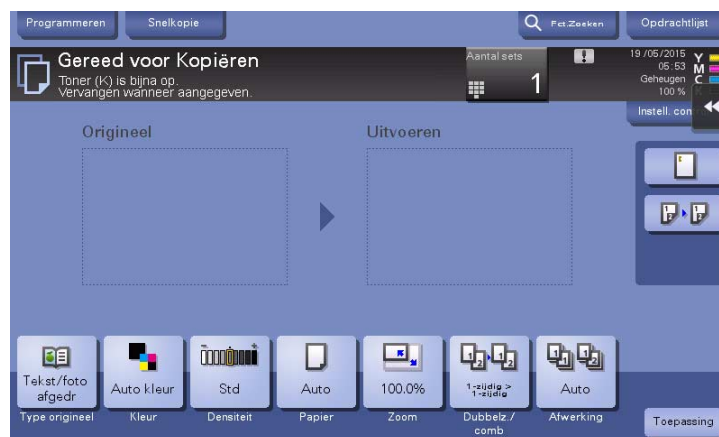 Programmeren
Snelkopie
Fct.Zoeken
Opdrachtlijst
Gereed voor Kopiëren
Toner (K) is bijna op.
Vervangen wanneer aangegeven.
Aantal sets
1
19/05/2015
05:53
Geheugen
100 %
Y
M
C
K
Instell.
Origineel
Uitvoeren
Tekst/foto
afgedr
Auto kleur
Std
Auto
100.0%
1-zijdig >
1-zijdig
Auto
Type origineel
Kleur
Densiteit
Papier
Zoom
Dubbelz./
comb
Afwerking
Toepassing